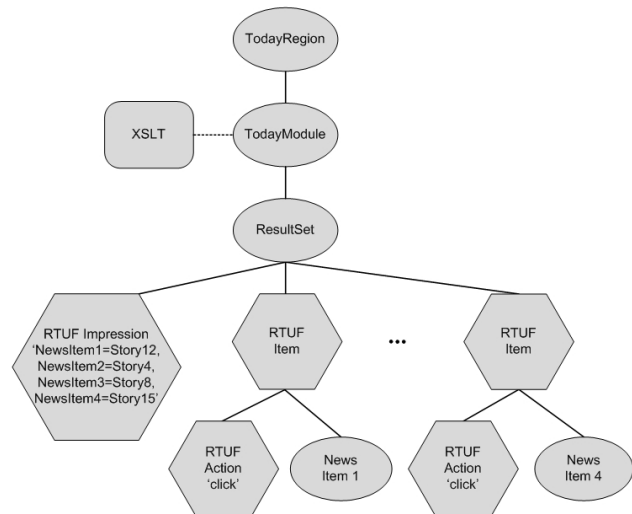 TodayRegion
XSLT
TodayModule
ResultSet
RTUF Impression
‘NewsItem1=Story12,
NewsItem2=Story4,
NewsItem3=Story8,
NewsItem4=Story15’
RTUF
Item
...
RTUF
Item
RTUF
Action
‘click’
News
Item 1
RTUF
Action
‘click’
News
Item 4